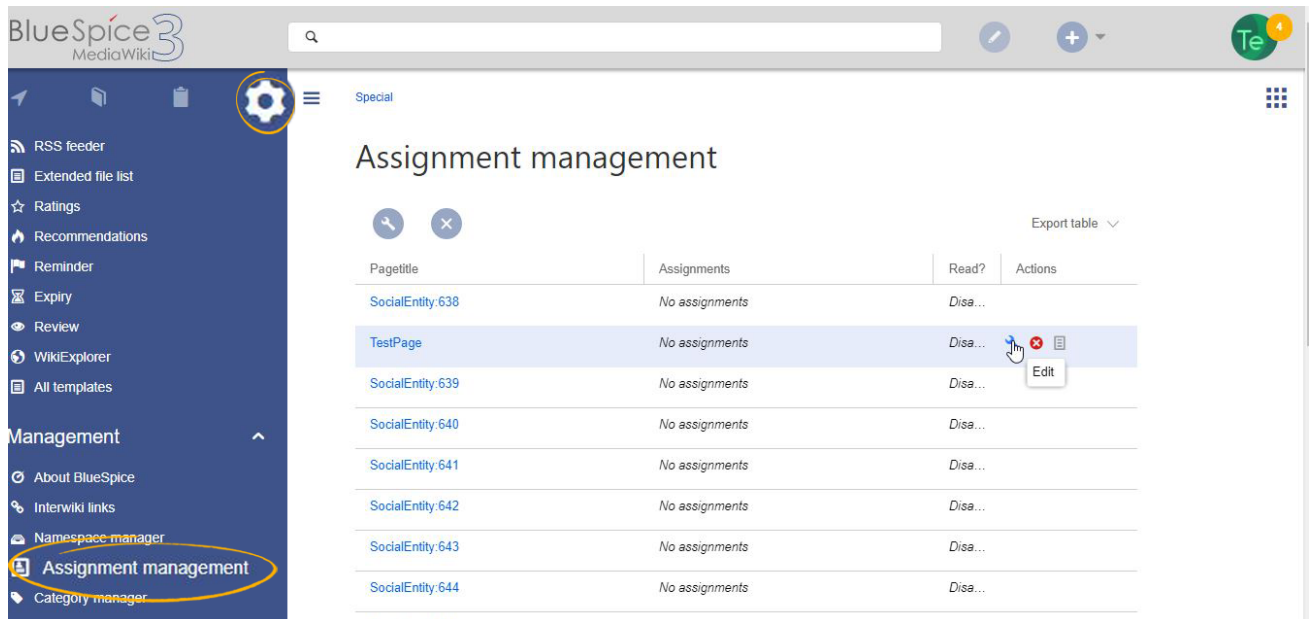 BlueSpice 3
MediaWiki
4
Te
Special
RSS feeder
Extended file list
Ratings
Recommendations
Reminder
Expiry
Review
WikiExplorer
All templates
Management
About BlueSpice
Interwiki links
Namespace manager
Assignment management
Category manager
Assignment management
Export table
Pagetitle Assignments Read? Actions
SocialEntity:638 No assignments Disa...
TestPage No assignments Disa...
Edit
SocialEntity:639 No assignments Disa...
SocialEntity:640 No assignments Disa...
SocialEntity:641 No assignments Disa...
SocialEntity:642 No assignments Disa...
SocialEntity:643 No assignments Disa...
SocialEntity:644 No assignments Disa...